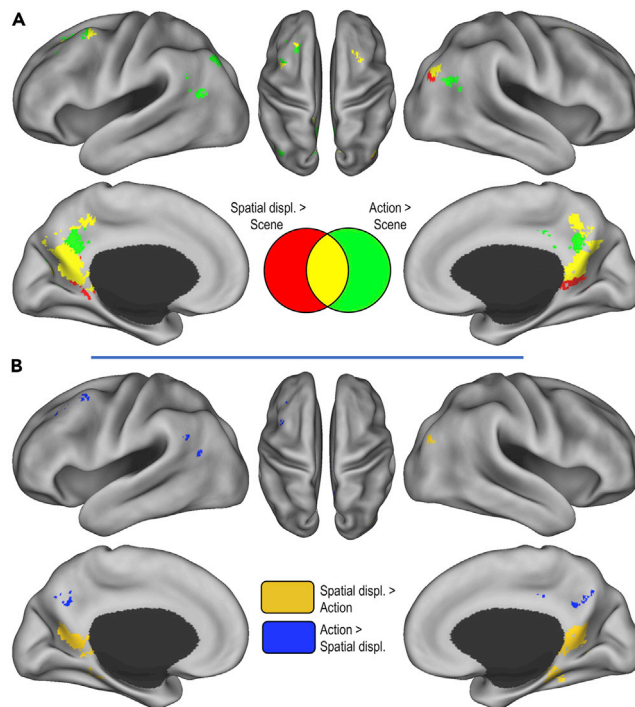 A
Spatial displ. >
Scene
Action >
Scene
B
Spatial displ. >
Action
Action >
Spatial displ.